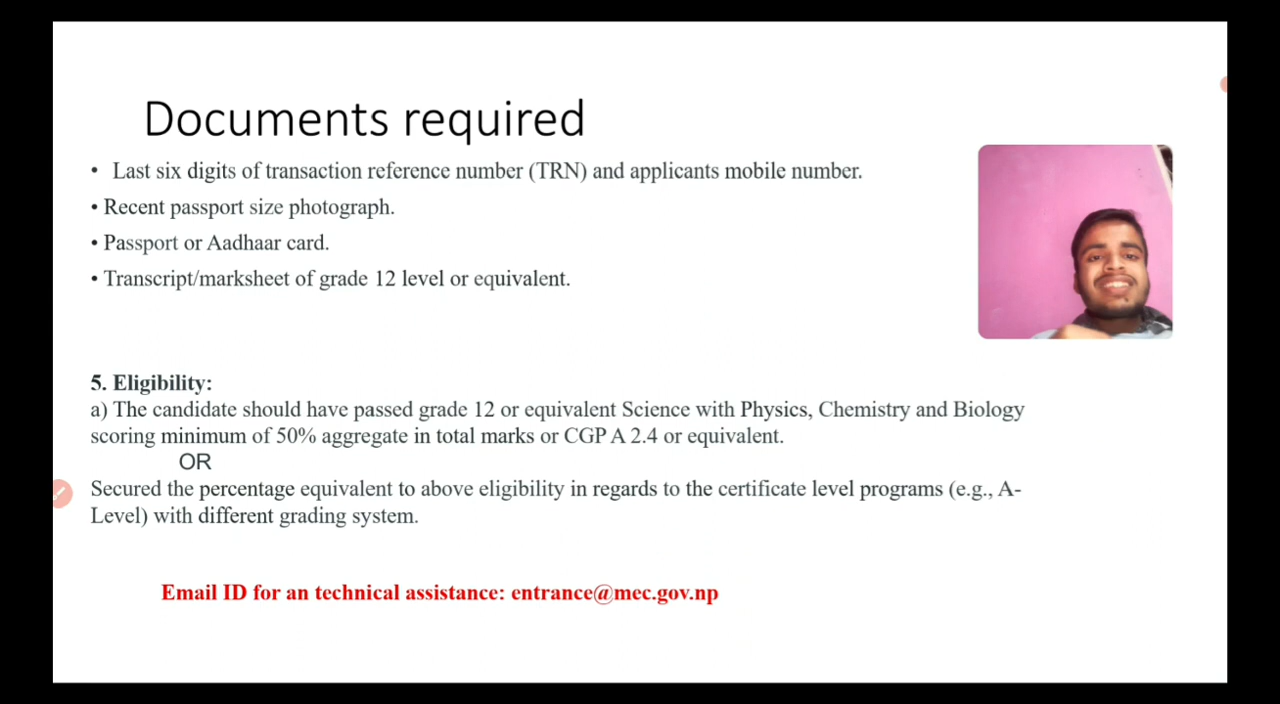 Documents required
• Last six digits of transaction reference number (TRN) and applicants mobile number.
• Recent passport size photograph.
• Passport or Aadhaar card.
• Transcript/marksheet of grade 12 level or equivalent.
5. Eligibility:
a) The candidate should have passed grade 12 or equivalent Science with Physics, Chemistry and Biology
scoring minimum of 50% aggregate in total marks or CGPA 2.4 or equivalent.
OR
Secured the percentage equivalent to above eligibility in regards to the certificate level programs (e.g., A-
Level) with different grading system.
Email ID for an technical assistance: entrance@mec.gov.np